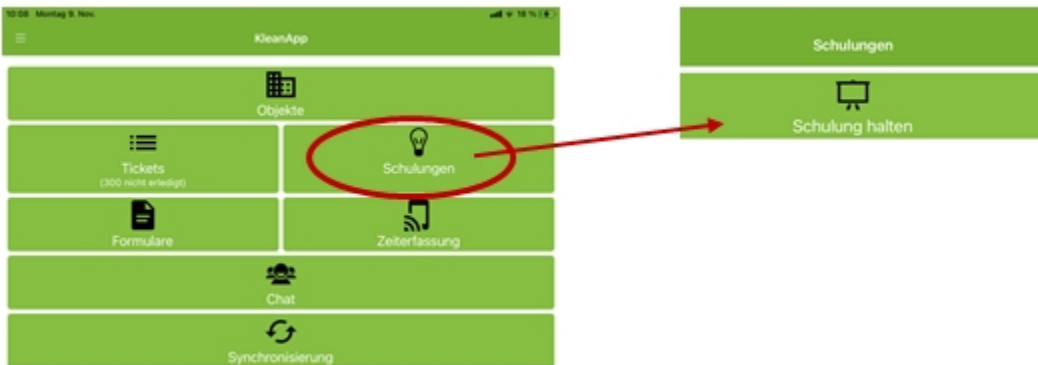 10:08 Montag 9. Nov.
18 %
KleanApp
Objekte
Tickets
(300 nicht erledigt)
Schulungen
Formulare
Zeiterfassung
Chat
Synchronisierung
Schulungen
Schulung halten